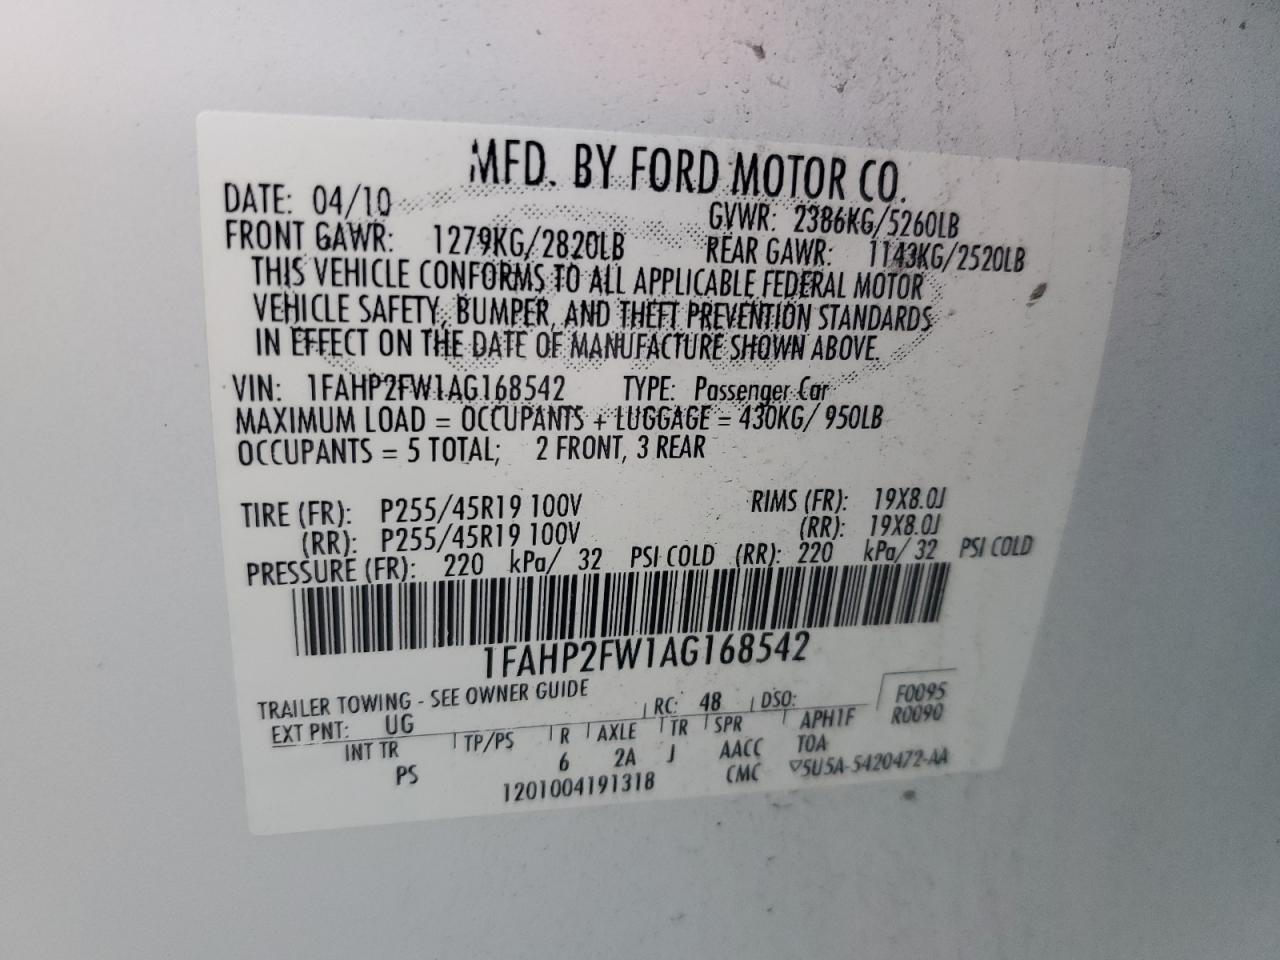 MFD. BY FORD MOTOR CO.
DATE: 04/10 GVWR: 2386KG/5260LB
FRONT GAWR: 1279KG/2820LB REAR GAWR: 1143KG/2520LB
THIS VEHICLE CONFORMS TO ALL APPLICABLE FEDERAL MOTOR
VEHICLE SAFETY, BUMPER, AND THEFT PREVENTION STANDARDS
IN EFFECT ON THE DATE OF MANUFACTURE SHOWN ABOVE.
VIN: 1FAHP2FW1AG168542 TYPE: Passenger Car
MAXIMUM LOAD = OCCUPANTS + LUGGAGE = 430KG/ 950LB
OCCUPANTS = 5 TOTAL; 2 FRONT, 3 REAR
TIRE (FR): P255/45R19 100V RIMS (FR): 19X8.0J
(RR): P255/45R19 100V (RR): 19X8.0J
PRESSURE (FR): 220 kPa/ 32 PSI COLD (RR): 220 kPa/ 32 PSI COLD
1FAHP2FW1AG168542
TRAILER TOWING - SEE OWNER GUIDE
EXT PNT: UG RC: 48 DSO: F0095
R0090
INT TR TP/PS R AXLE TR SPR APH1F
PS 6 2A J AACC TOA
1201004191318 CMC ▽5U5A-5420472-AA